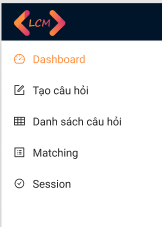 LCM
Dashboard
Tạo câu hỏi
Danh sách câu hỏi
Matching
Session